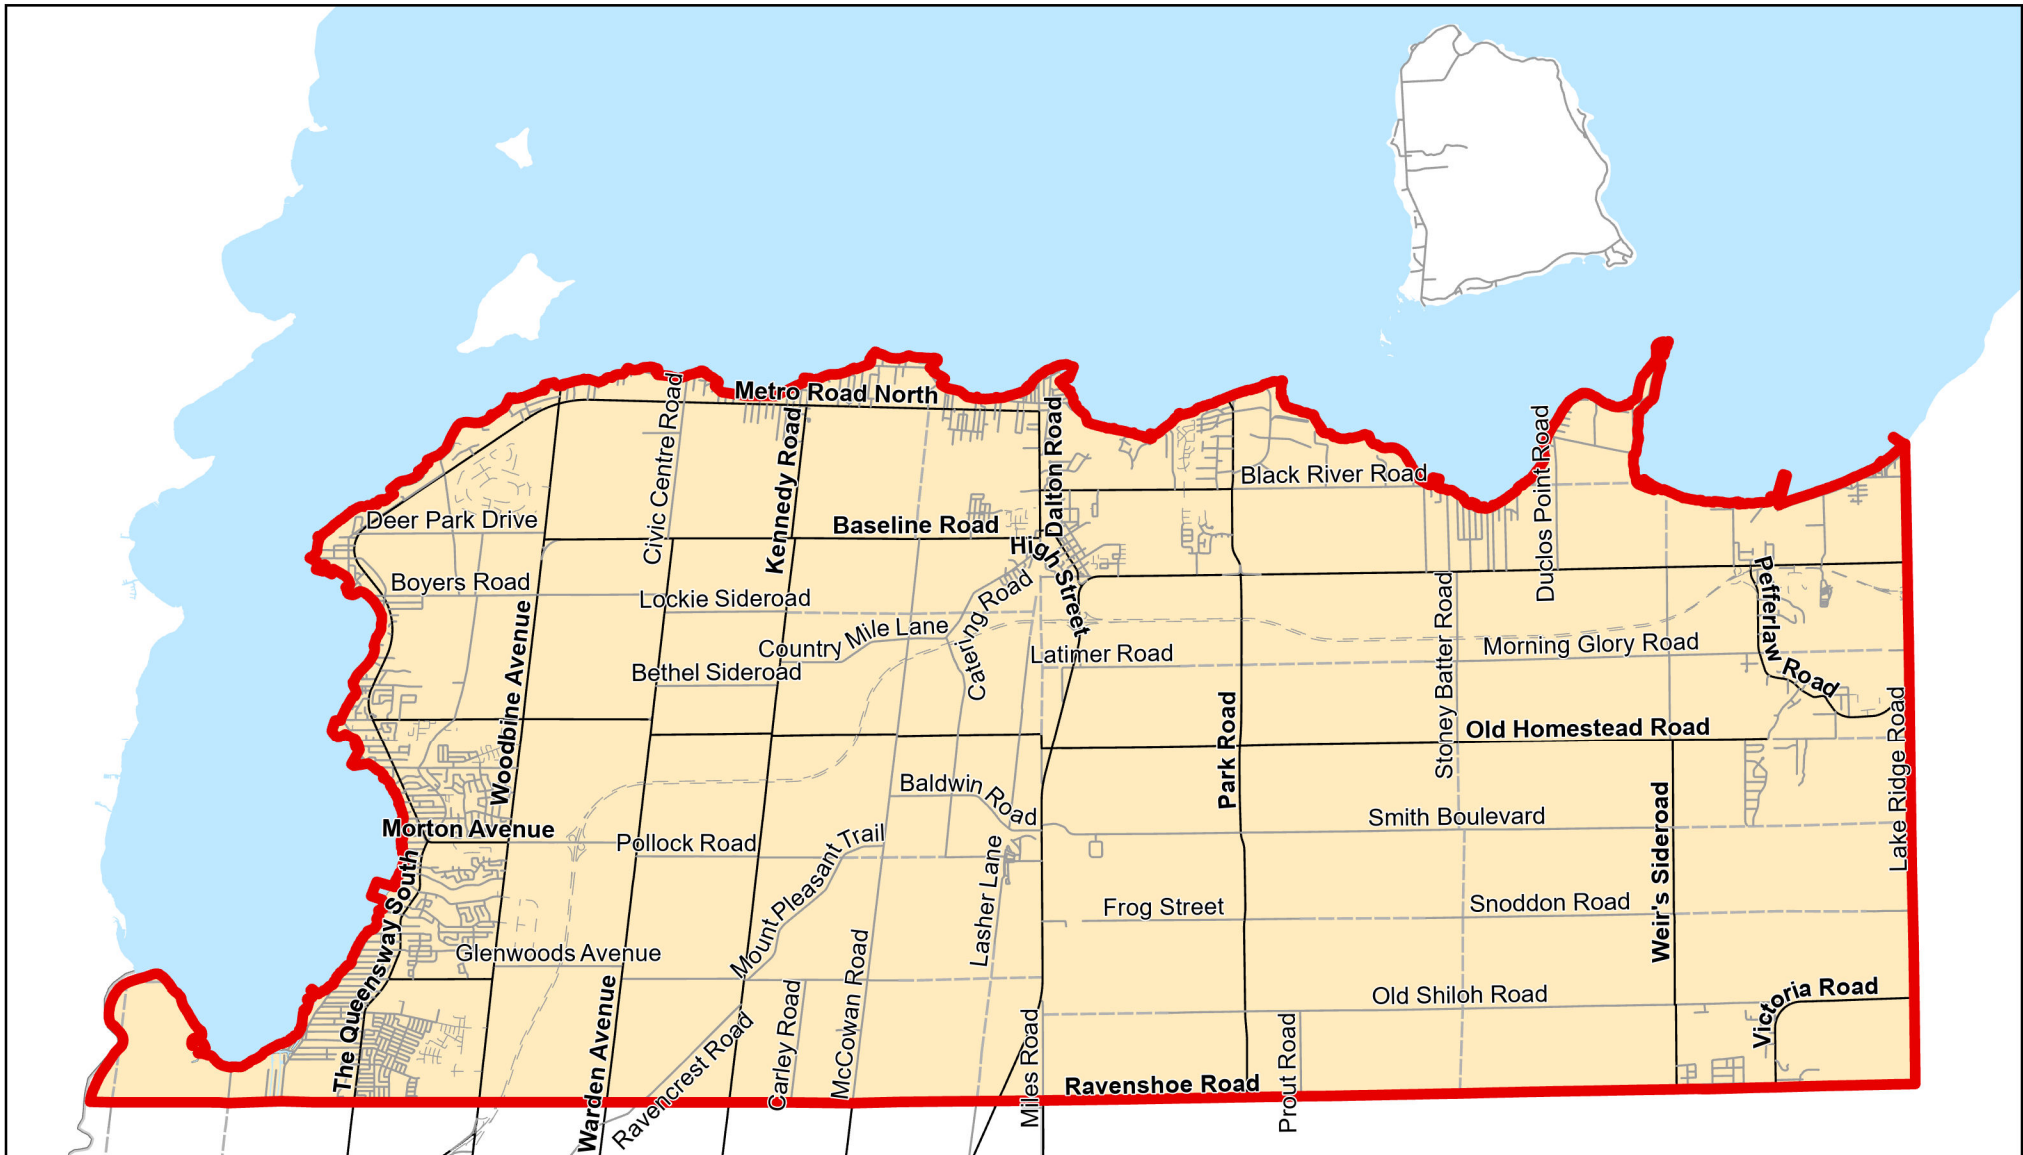 Metro Road North
Civic Centre Road
Kennedy Road
Dalton Road
Black River Road
Duclos Point Road
Deer Park Drive
Baseline Road
High Street
Boyers Road
Lockie Sideroad
Country Mile Lane
Catering Road
Bethel Sideroad
Latimer Road
Woodbine Avenue
Stoney Batter Road
Morning Glory Road
Pefferlaw Road
Park Road
Old Homestead Road
Lake Ridge Road
Baldwin Road
Morton Avenue
Pollock Road
Mount Pleasant Trail
Smith Boulevard
Weir's Sideroad
Lasher Lane
Frog Street
Snoddon Road
The Queensway South
Glenwoods Avenue
McCowan Road
Carley Road
Warden Avenue
Ravencrest Road
Miles Road
Old Shiloh Road
Victoria Road
Prout Road
Ravenshoe Road